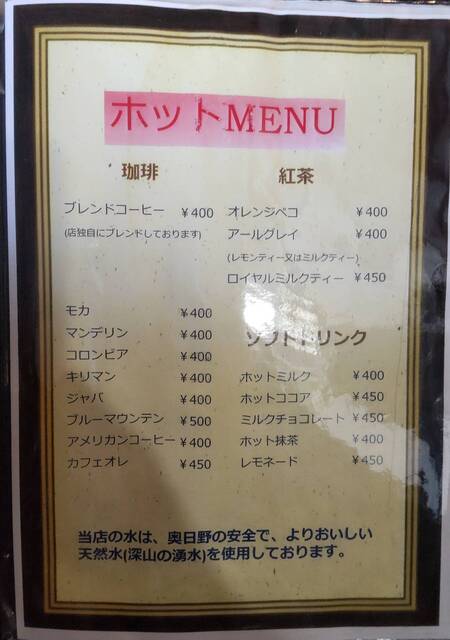 ホットMENU
珈琲
ブレンドコーヒー ¥400
(店独自にブレンドしております)
モカ ¥400
マンデリン ¥400
コロンビア ¥400
キリマン ¥400
ジャバ ¥400
ブルーマウンテン ¥500
アメリカンコーヒー ¥400
カフェオレ ¥450
紅茶
オレンジペコ ¥400
アールグレイ ¥400
(レモンティー又はミルクティー)
ロイヤルミルクティー ¥450
ソフトドリンク
ホットミルク ¥400
ホットココア ¥450
ミルクチョコレート ¥450
ホット抹茶 ¥400
レモネード ¥450
当店の水は、奥日野の安全で、よりおいしい
天然水(深山の湧水)を使用しております。